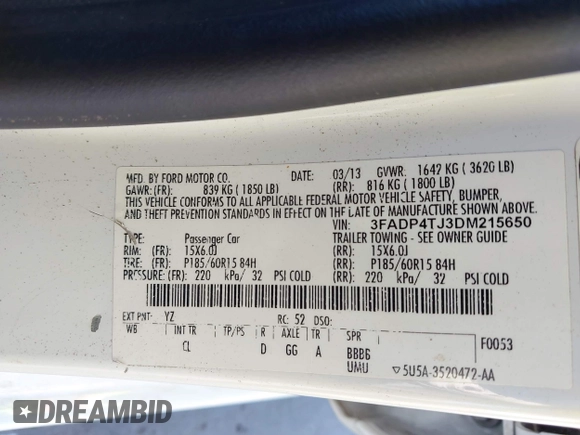 MFD. BY FORD MOTOR CO. DATE: 03/13 GVWR: 1642 KG ( 3620 LB)
GAWR: (FR): 839 KG ( 1850 LB) (RR): 816 KG ( 1800 LB)
THIS VEHICLE CONFORMS TO ALL APPLICABLE FEDERAL MOTOR VEHICLE SAFETY, BUMPER,
AND THEFT PREVENTION STANDARDS IN EFFECT ON THE DATE OF MANUFACTURE SHOWN ABOVE.
VIN: 3FADP4TJ3DM215650
TYPE: Passenger Car TRAILER TOWING - SEE OWNER GUIDE
RIM: (FR): 15X6.0J (RR): 15X6.0J
TIRE: (FR): P185/60R15 84H (RR): P185/60R15 84H
PRESSURE: (FR): 220 kPa/ 32 PSI COLD (RR): 220 kPa/ 32 PSI COLD
EXT PNT: YZ RC: 52 DSO:
WB INT TR TP/PS R AXLE TR SPR F0053
CL D GG A BBB6
UMU ▽5U5A-3520472-AA
DREAMBID